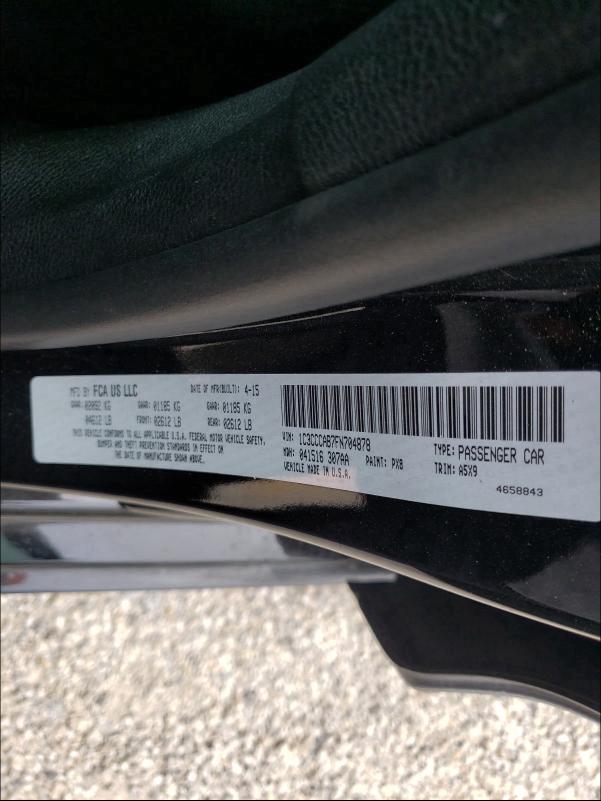 MFD BY FCA US LLC DATE OF MFR(BUILT): 4-15
GVWR: 02092 KG GAWR: 01185 KG GAWR: 01185 KG
04612 LB FRONT: 02612 LB REAR: 02612 LB
THIS VEHICLE CONFORMS TO ALL APPLICABLE U.S.A. FEDERAL MOTOR VEHICLE SAFETY,
BUMPER AND THEFT PREVENTION STANDARDS IN EFFECT ON
THE DATE OF MANUFACTURE SHOWN ABOVE.
VIN: 1C3CCCAB7FN704878 TYPE: PASSENGER CAR
MDH: 041516 307AA PAINT: PX8 TRIM: A5X9
VEHICLE MADE IN U.S.A.
4658843